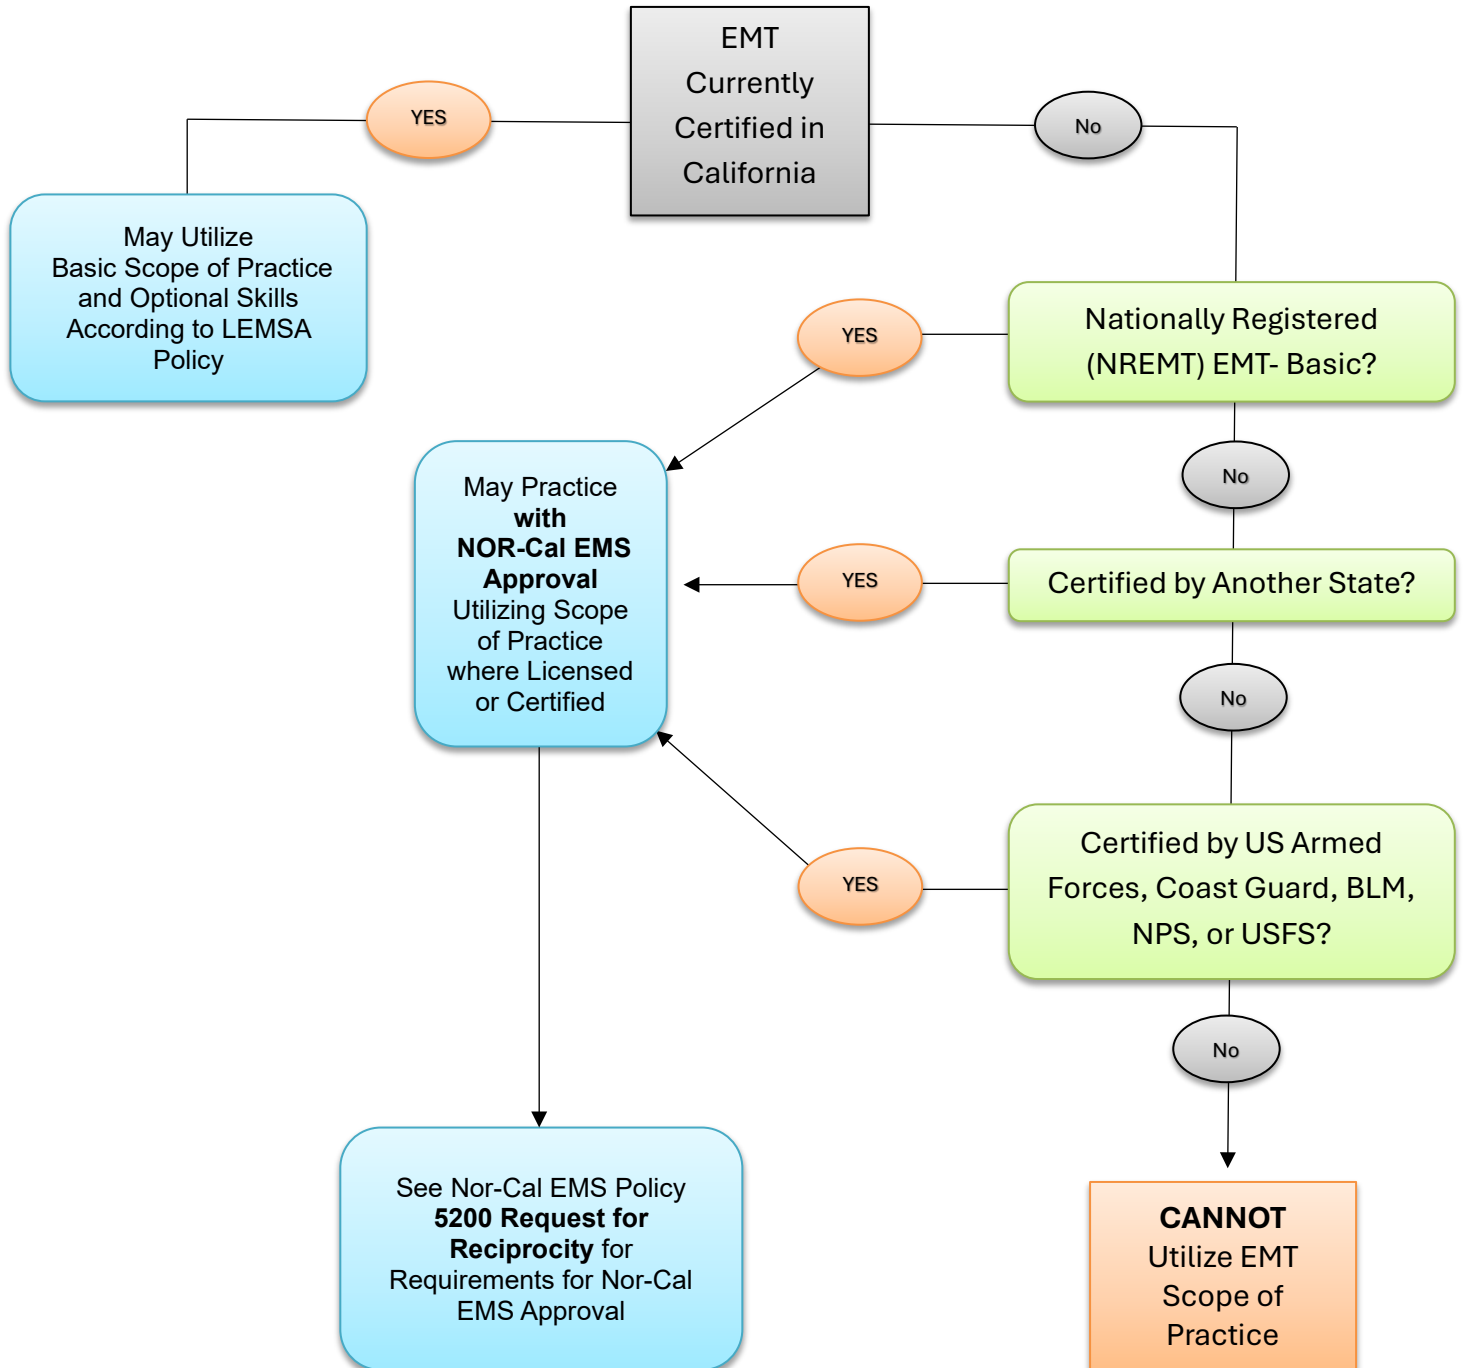 EMT
Currently
Certified in
California
YES
No
May Utilize
Basic Scope of Practice
and Optional Skills
According to LEMSA
Policy
Nationally Registered
(NREMT) EMT- Basic?
YES
No
May Practice
with
NOR-Cal EMS
Approval
Utilizing Scope
of Practice
where Licensed
or Certified
Certified by Another State?
YES
No
Certified by US Armed
Forces, Coast Guard, BLM,
NPS, or USFS?
YES
No
See Nor-Cal EMS Policy
5200 Request for
Reciprocity for
Requirements for Nor-Cal
EMS Approval
CANNOT
Utilize EMT
Scope of
Practice